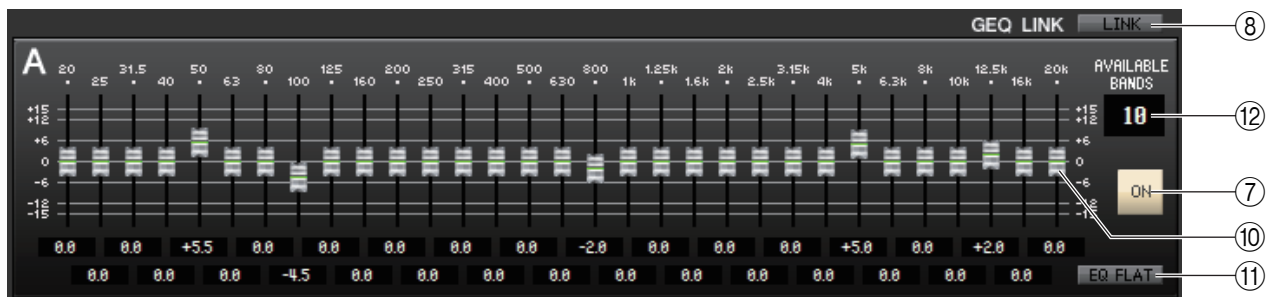 GEQ LINK LINK ⑧
A
20 31.5 50 80 125 200 315 500 800 1.25k 2k 3.15k 5k 8k 12.5k 20k AVAILABLE
25 40 63 100 160 250 400 630 1k 1.6k 2.5k 4k 6.3k 10k 16k BANDS
+15 +15
+12 +12
10 ⑫
+6 +6
0 0
-6 -6
ON ⑦
-12 -12
-15 -15
⑩
0.0 0.0 +5.5 0.0 0.0 0.0 0.0 0.0 -2.0 0.0 0.0 0.0 +5.0 0.0 +2.0 0.0
0.0 0.0 0.0 -4.5 0.0 0.0 0.0 0.0 0.0 0.0 0.0 0.0 0.0 0.0 0.0 EQ FLAT ⑪